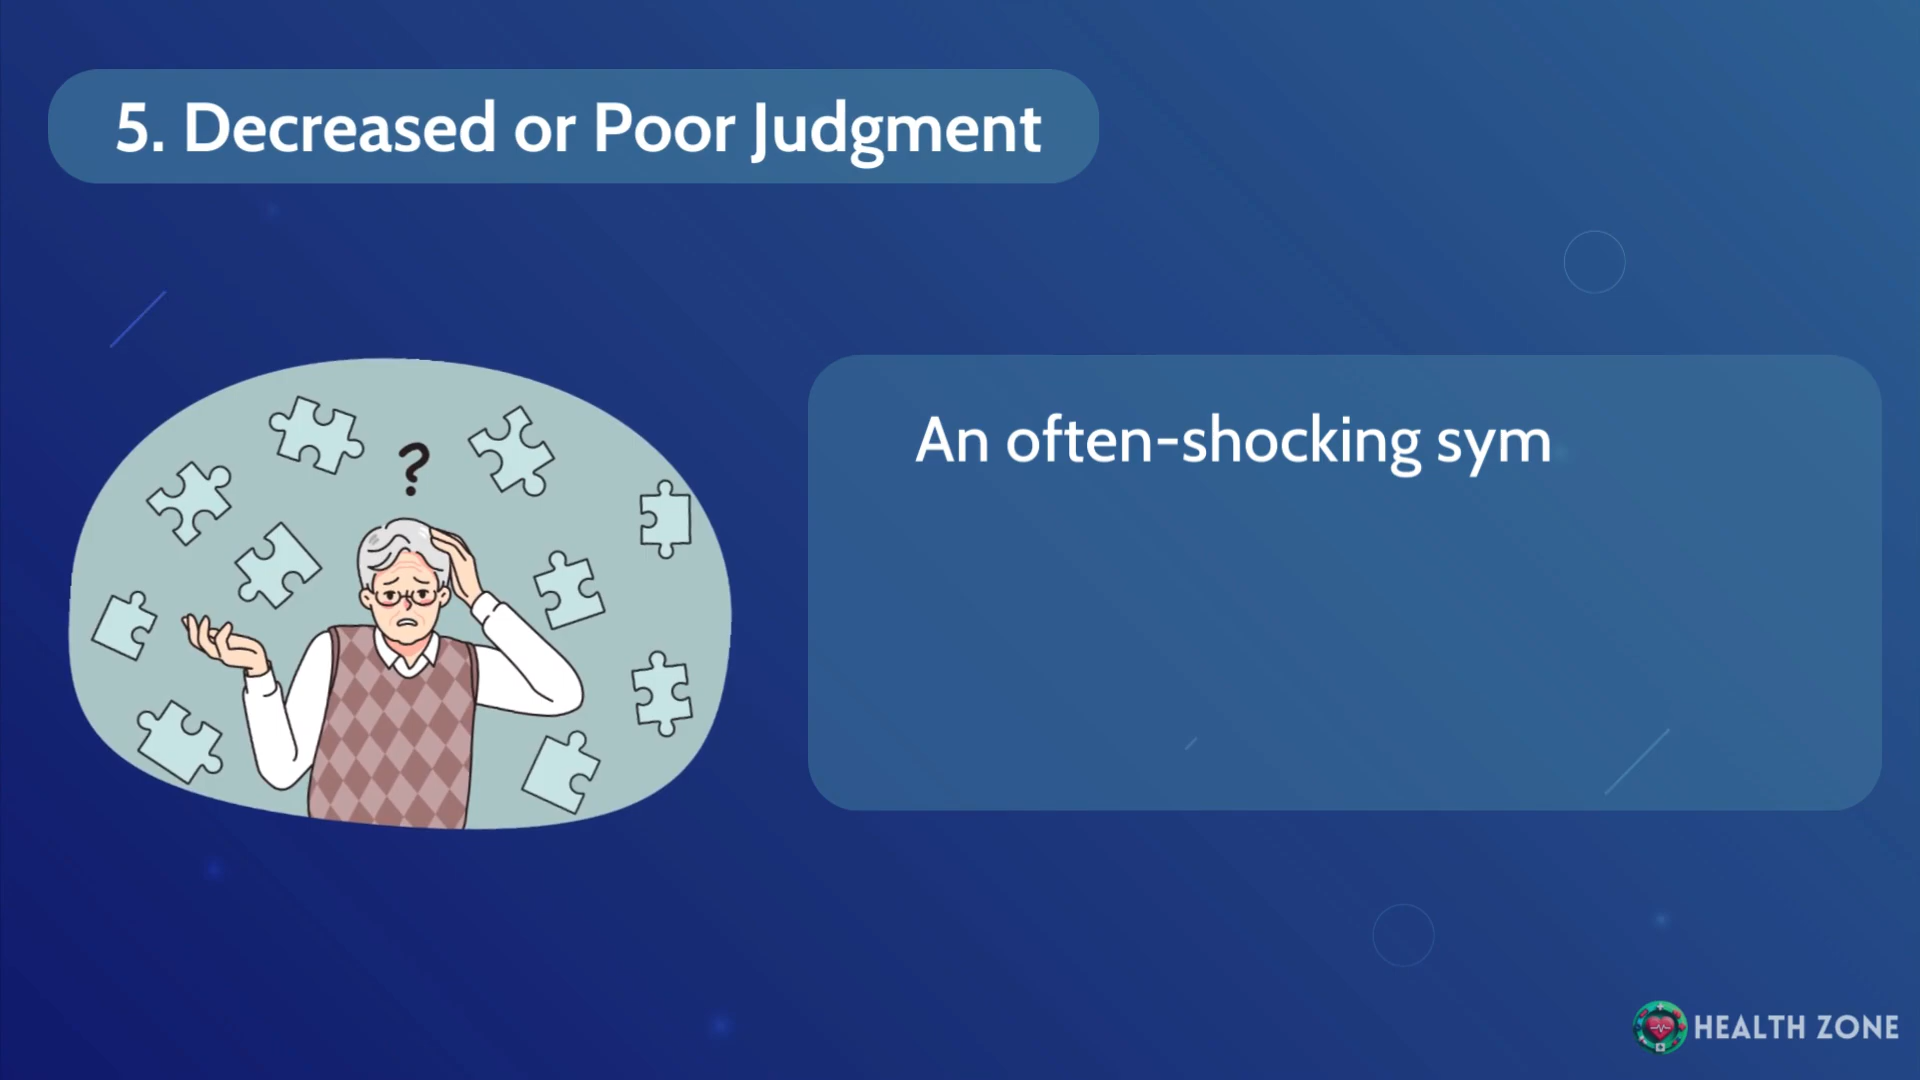 5. Decreased or Poor Judgment
?
An often-shocking sym
HEALTH ZONE